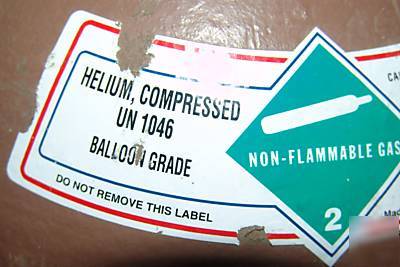 HELIUM, COMPRESSED
UN 1046
BALLOON GRADE
DO NOT REMOVE THIS LABEL
NON-FLAMMABLE GAS
2